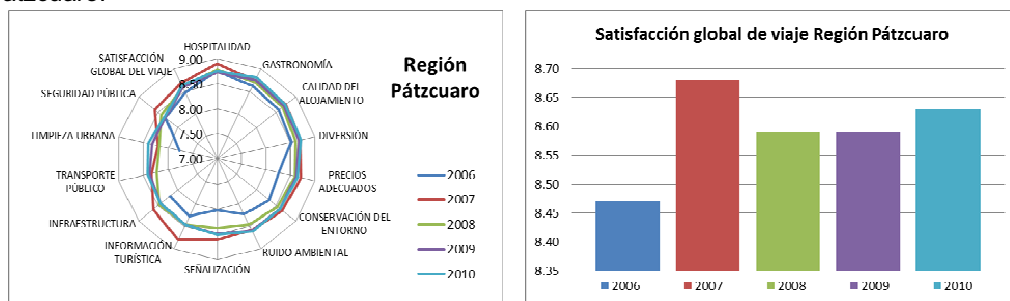 HOSPITALIDAD
GASTRONOMÍA
CALIDAD DEL
ALOJAMIENTO
DIVERSIÓN
PRECIOS
ADECUADOS
CONSERVACIÓN DEL
ENTORNO
RUIDO AMBIENTAL
SEÑALIZACIÓN
INFORMACIÓN
TURÍSTICA
INFRAESTRUCTURA
TRANSPORTE
PÚBLICO
LIMPIEZA URBANA
SEGURIDAD PÚBLICA
SATISFACCIÓN
GLOBAL DEL VIAJE
9.00
8.50
8.00
7.50
7.00
Región
Pátzcuaro
2006
2007
2008
2009
2010
Satisfacción global de viaje Región Pátzcuaro
8.70
8.65
8.60
8.55
8.50
8.45
8.40
8.35
2006 2007 2008 2009 2010